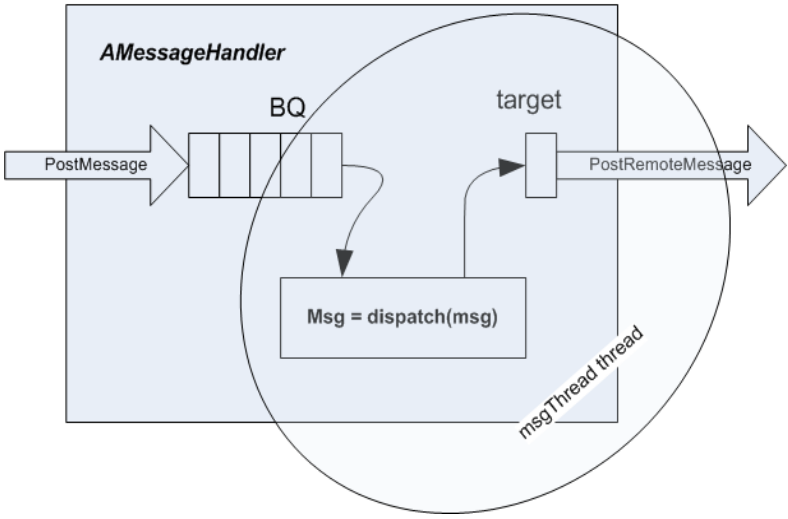 AMessageHandler
BQ
target
PostMessage
PostRemoteMessage
Msg = dispatch(msg)
msgThread thread